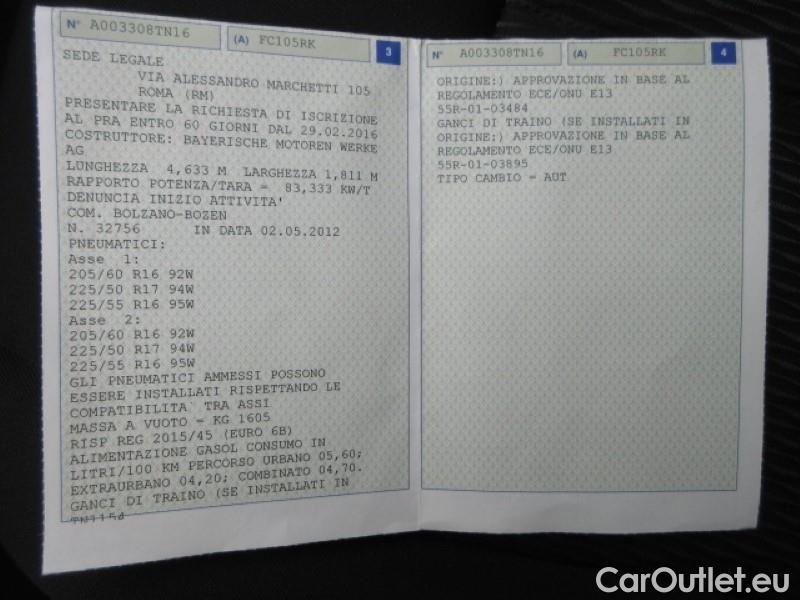 N° A003308TN16
(A) FC105RK
3
SEDE LEGALE
VIA ALESSANDRO MARCHETTI 105
ROMA (RM)
PRESENTARE LA RICHIESTA DI ISCRIZIONE
AL PRA ENTRO 60 GIORNI DAL 29.02.2016
COSTRUTTORE: BAYERISCHE MOTOREN WERKE
AG
LUNGHEZZA 4,633 M LARGHEZZA 1,811 M
RAPPORTO POTENZA/TARA = 83,333 KW/T
DENUNCIA INIZIO ATTIVITA'
COM. BOLZANO-BOZEN
N. 32756 IN DATA 02.05.2012
PNEUMATICI:
Asse 1:
205/60 R16 92W
225/50 R17 94W
225/55 R16 95W
Asse 2:
205/60 R16 92W
225/50 R17 94W
225/55 R16 95W
GLI PNEUMATICI AMMESSI POSSONO
ESSERE INSTALLATI RISPETTANDO LE
COMPATIBILITA` TRA ASSI
MASSA A VUOTO = KG 1605
RISP REG 2015/45 (EURO 6B)
ALIMENTAZIONE GASOL CONSUMO IN
LITRI/100 KM PERCORSO URBANO 05,60;
EXTRAURBANO 04,20; COMBINATO 04,70.
GANCI DI TRAINO (SE INSTALLATI IN
N° A003308TN16
(A) FC105RK
4
ORIGINE:) APPROVAZIONE IN BASE AL
REGOLAMENTO ECE/ONU E13
55R-01-03484
GANCI DI TRAINO (SE INSTALLATI IN
ORIGINE:) APPROVAZIONE IN BASE AL
REGOLAMENTO ECE/ONU E13
55R-01-03895
TIPO CAMBIO = AUT
CarOutlet.eu